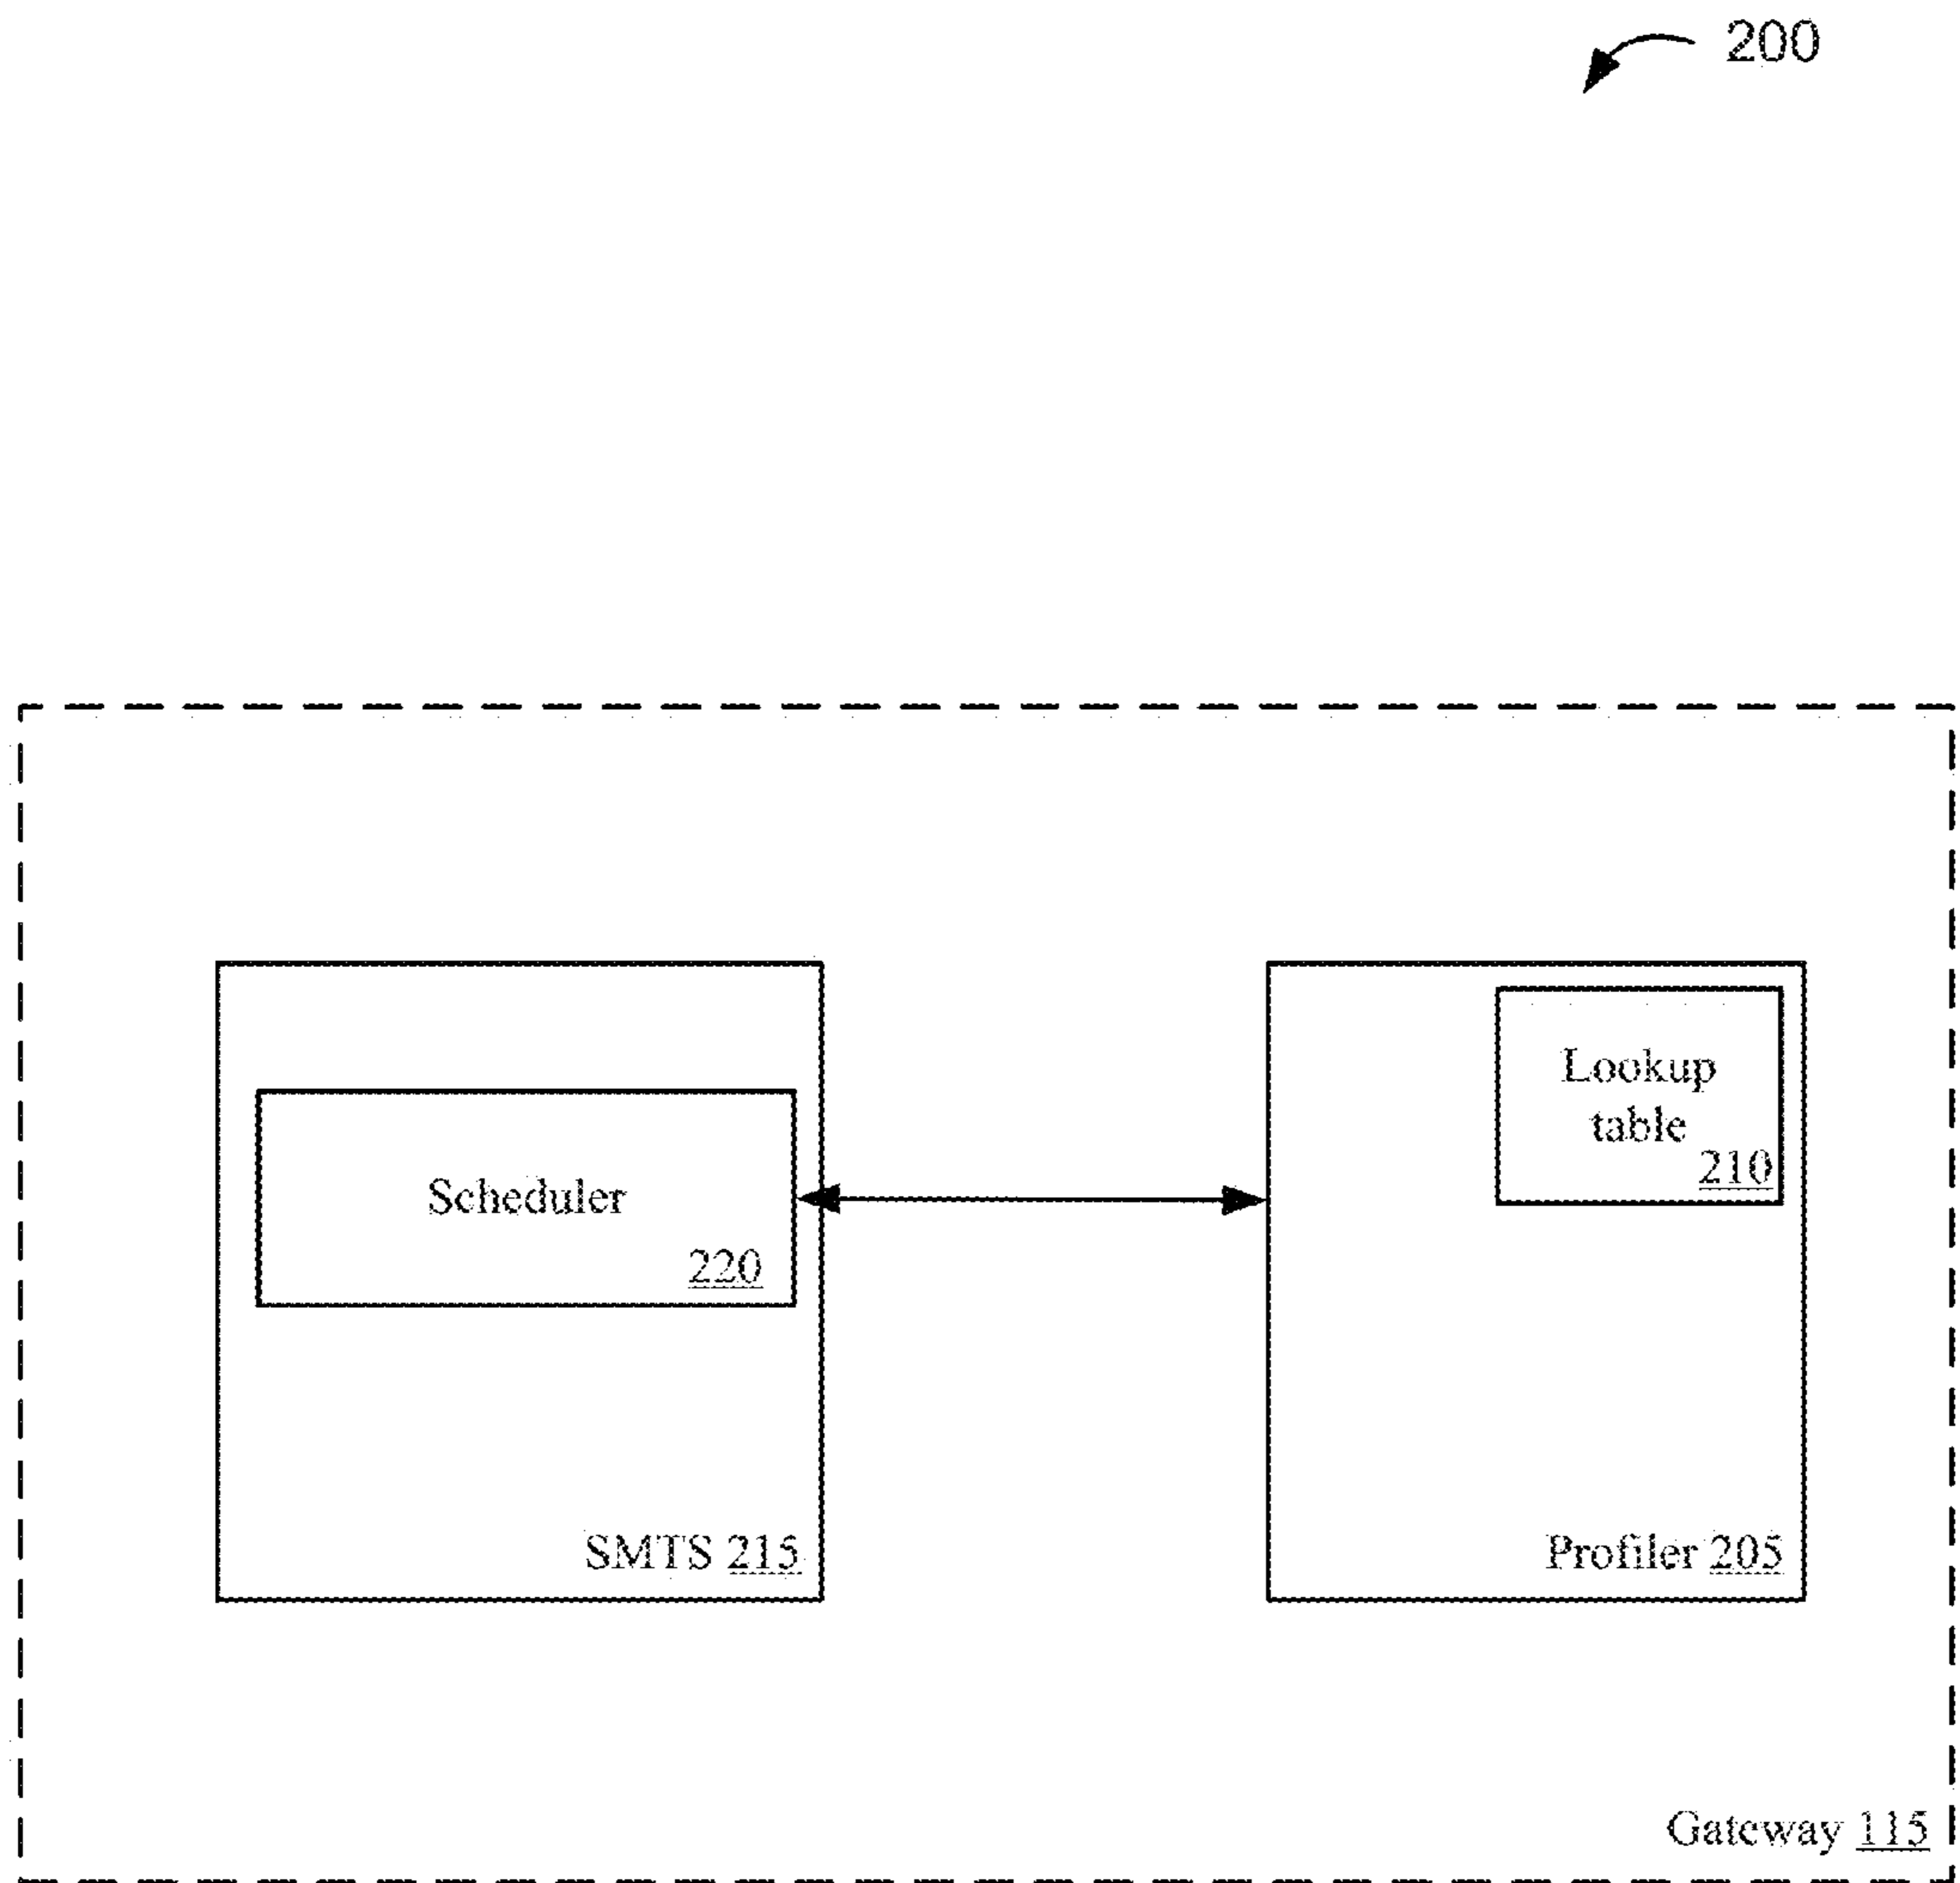 200
Lookup
table
210
Scheduler
220
SMTS 215
Profiler 205
Gateway 115